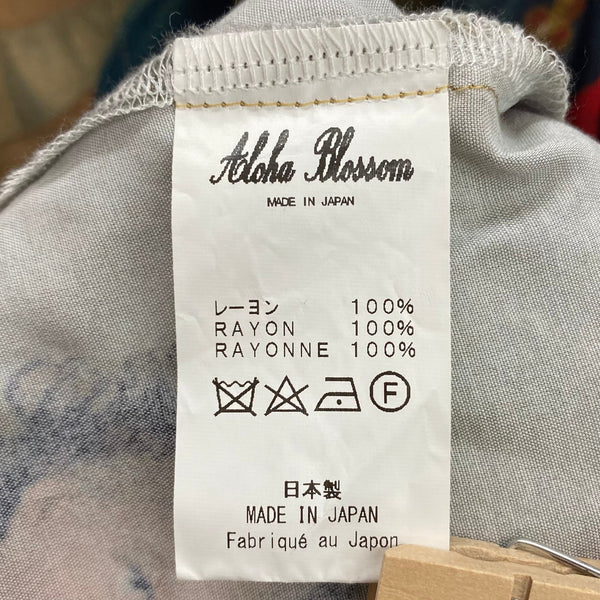 Aloha Blossom
MADE IN JAPAN
レーヨン 100%
RAYON 100%
RAYONNE 100%
F
日本製
MADE IN JAPAN
Fabriqué au Japon